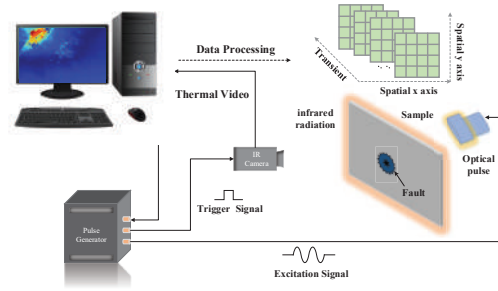 Data Processing
Transient
Spatial y axis
Spatial x axis
Thermal Video
infrared
radiation
Sample
IR
Camera
Optical
pulse
Fault
Trigger Signal
Pulse
Generator
Excitation Signal